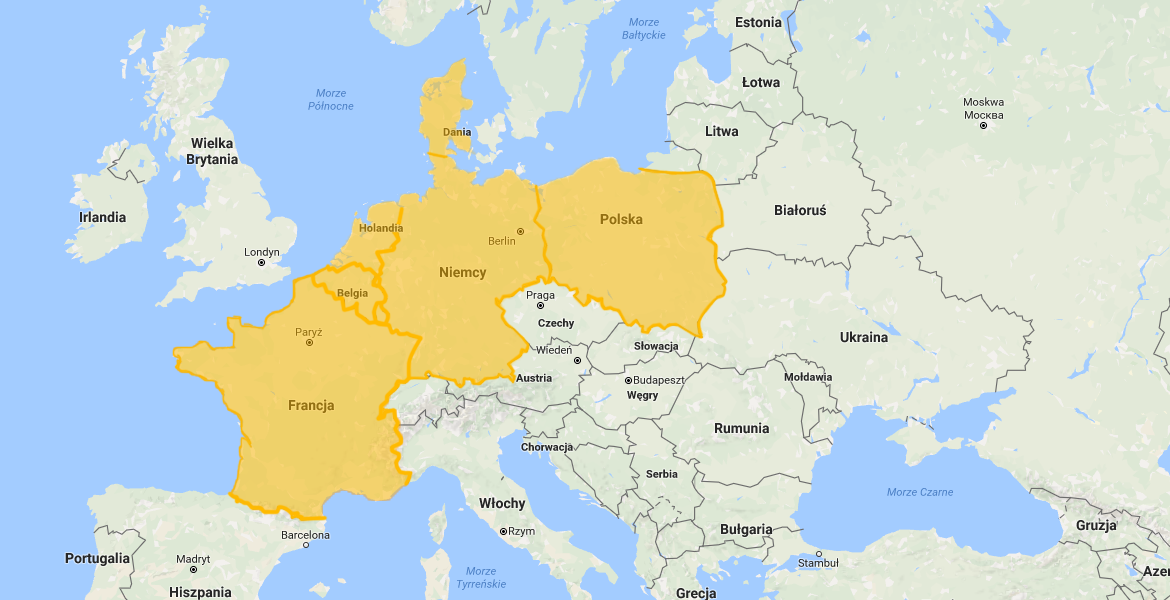 Estonia
Morze
Bałtyckie
Łotwa
Morze
Północne
Moskwa
Москва
Dania
Litwa
Wielka
Brytania
Białoruś
Irlandia
Holandia
Polska
Berlin
Londyn
Niemcy
Belgia
Praga
Czechy
Paryż
Ukraina
Słowacja
Wiedeń
Austria
Budapeszt
Mołdawia
Węgry
Francja
Rumunia
Chorwacja
Serbia
Morze Czarne
Włochy
Rzym
Bułgaria
Gruzja
Barcelona
Portugalia
Madryt
Stambuł
Morze
Tyrreńskie
Azer
Hiszpania
Grecja